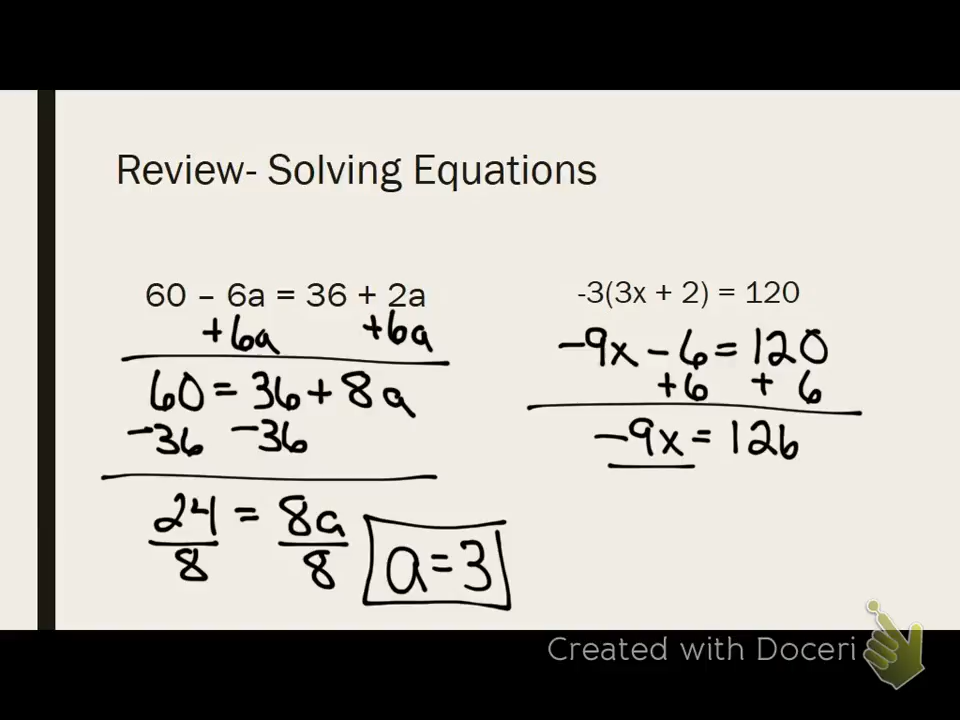 Review- Solving Equations
60 – 6a = 36 + 2a
+6a +6a
60 = 36 + 8a
-36 -36
24 = 8a
8 8
a = 3
-3(3x + 2) = 120
-9x - 6 = 120
+6 + 6
-9x = 126
Created with Doceri